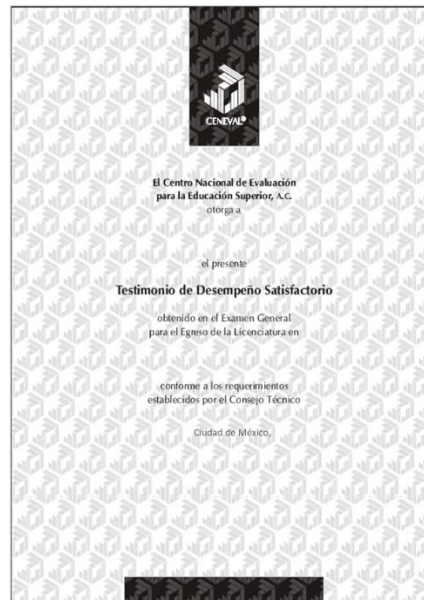 CENEVAL®
El Centro Nacional de Evaluación
para la Educación Superior, A.C.
otorga a
el presente
Testimonio de Desempeño Satisfactorio
obtenido en el Examen General
para el Egreso de la Licenciatura en
conforme a los requerimientos
establecidos por el Consejo Técnico
Ciudad de México,